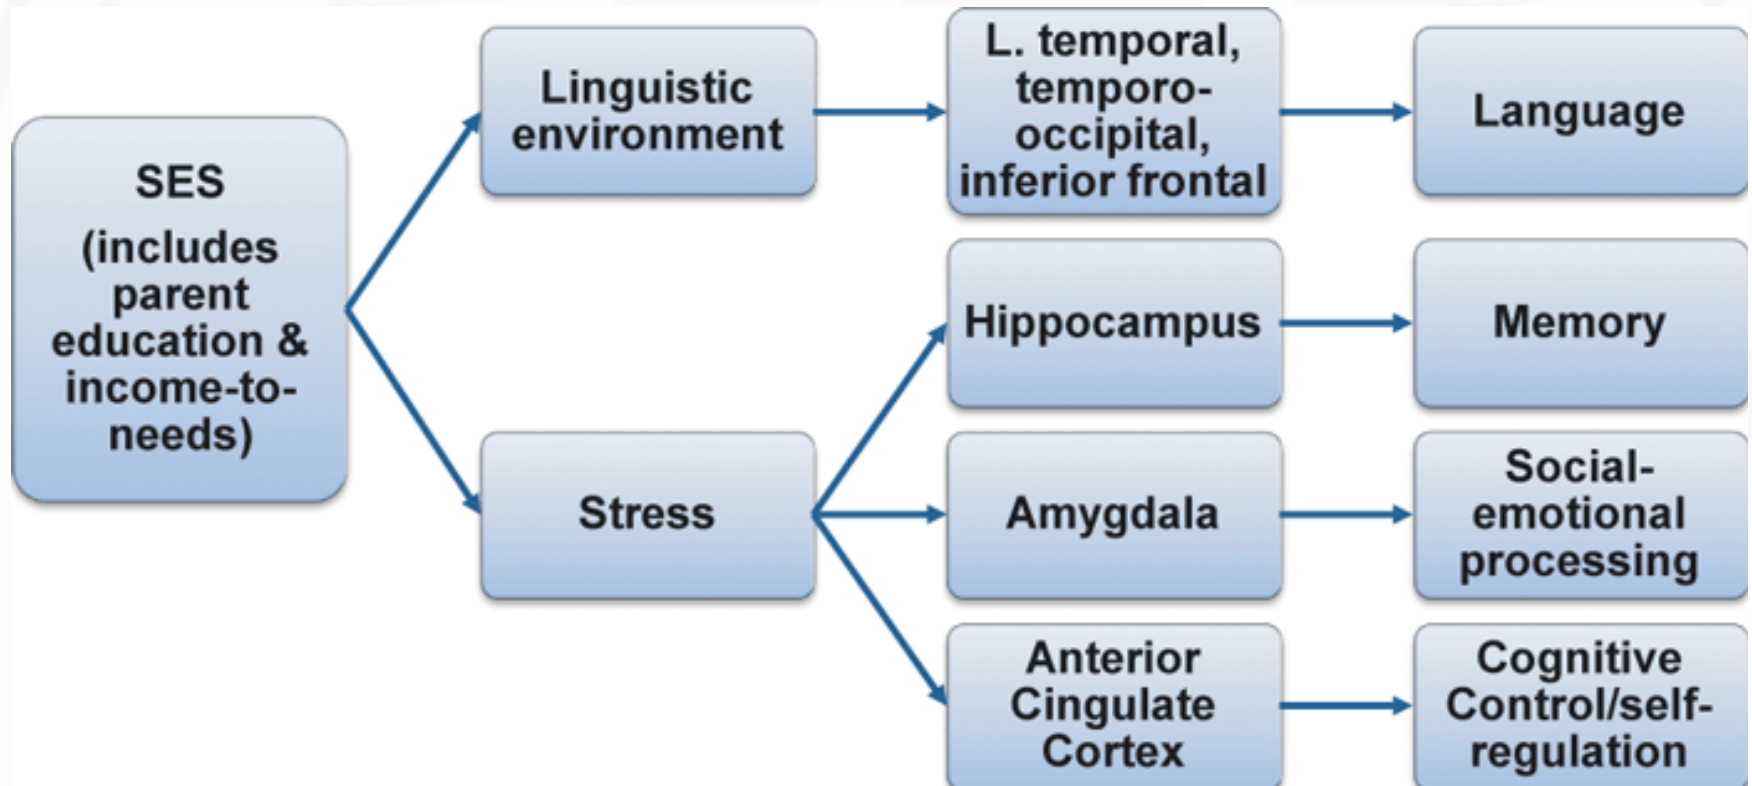 SES
(includes
parent
education &
income-to-
needs)
Linguistic
environment
L. temporal,
temporo-
occipital,
inferior frontal
Language
Stress
Hippocampus
Memory
Amygdala
Social-
emotional
processing
Anterior
Cingulate
Cortex
Cognitive
Control/self-
regulation